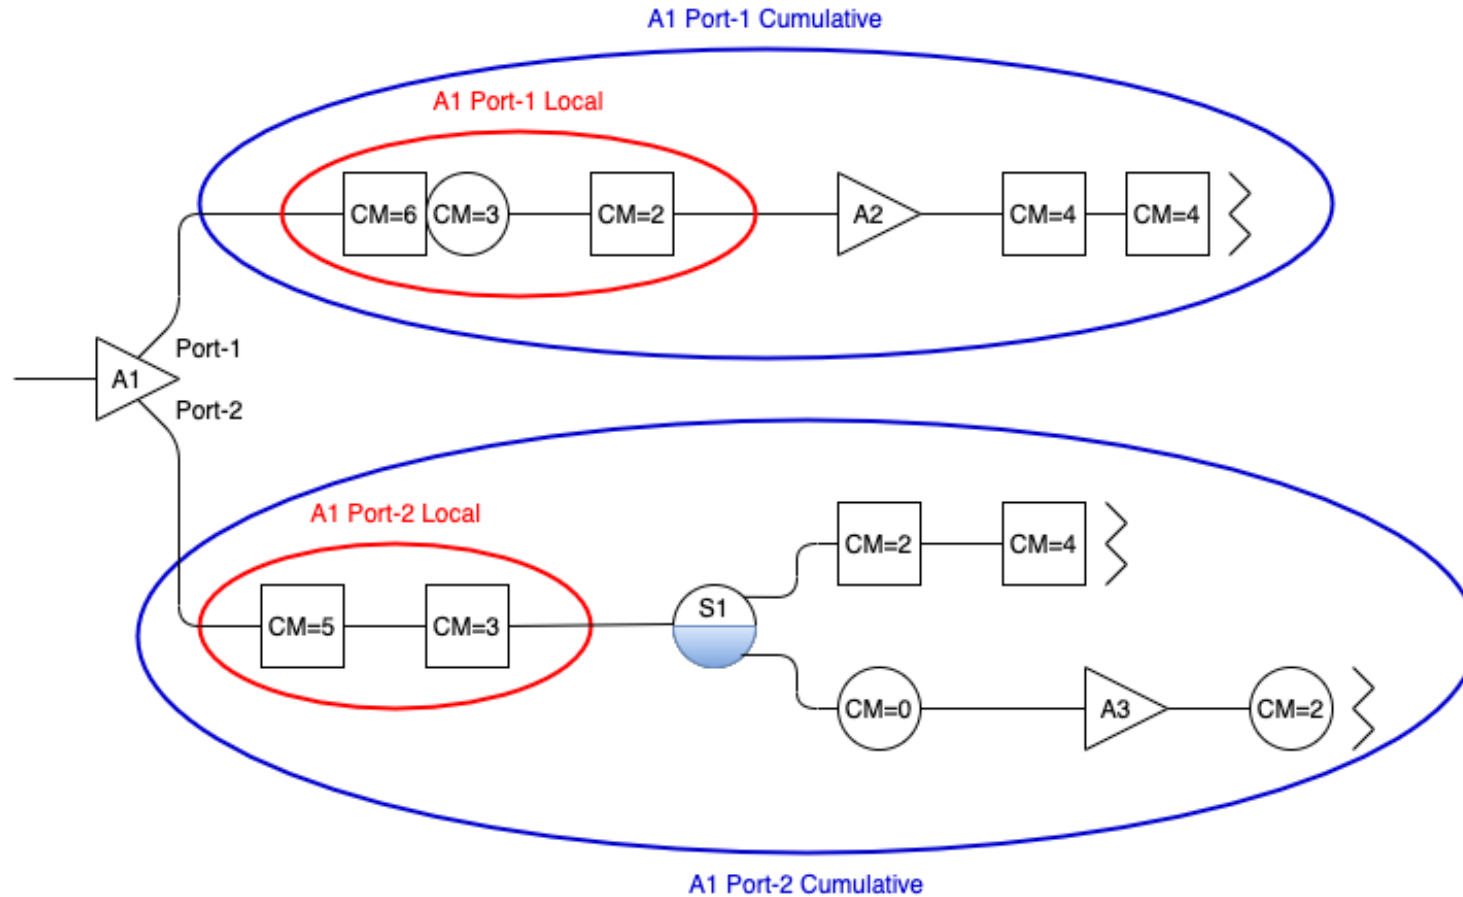 A1 Port-1 Cumulative
A1 Port-1 Local
CM=6 CM=3 CM=2 A2 CM=4 CM=4
Port-1
A1
Port-2
A1 Port-2 Local
CM=2 CM=4
S1
CM=5 CM=3
CM=0 A3 CM=2
A1 Port-2 Cumulative